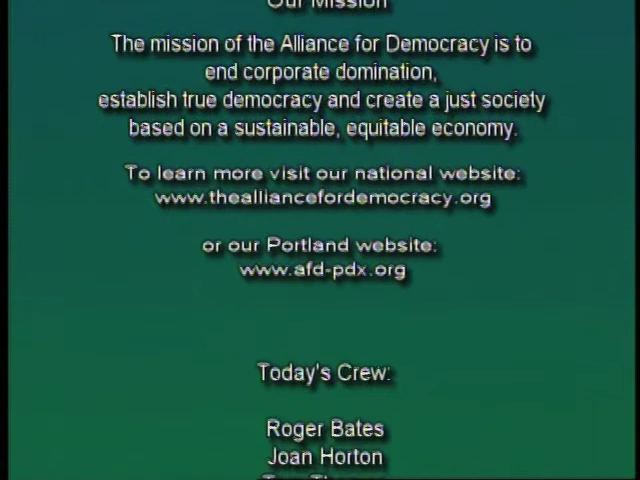 Our Mission
The mission of the Alliance for Democracy is to
end corporate domination,
establish true democracy and create a just society
based on a sustainable, equitable economy.
To learn more visit our national website:
www.thealliancefordemocracy.org
or our Portland website:
www.afd-pdx.org
Today's Crew:
Roger Bates
Joan Horton